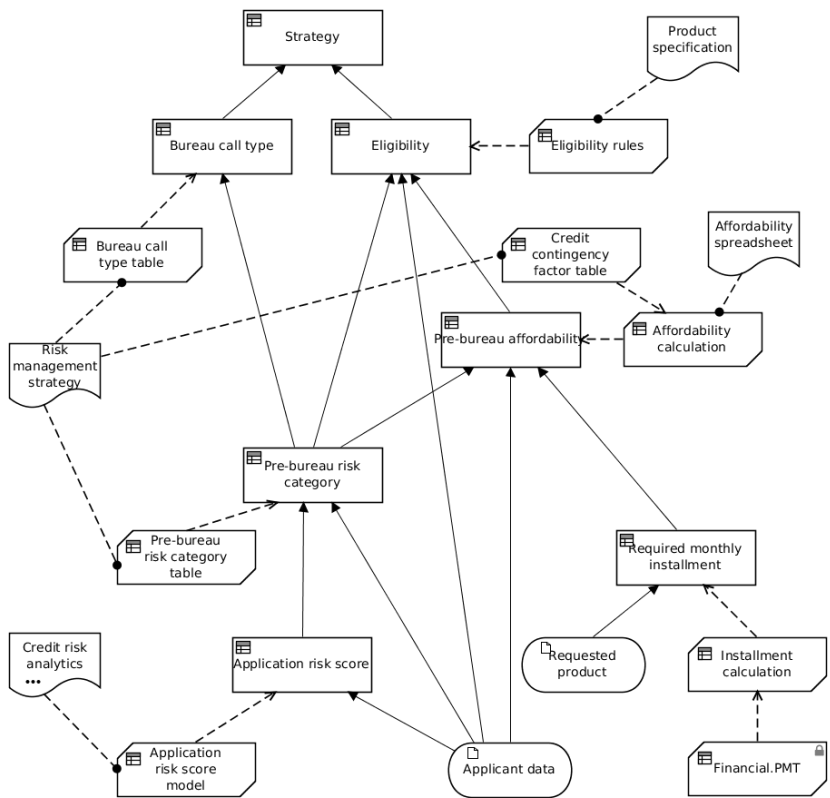 Strategy
Product
specification
Bureau call type
Eligibility
Eligibility rules
Bureau call
type table
Credit
contingency
factor table
Affordability
spreadsheet
Risk
management
strategy
Pre-bureau affordability
Affordability
calculation
Pre-bureau risk
category
Pre-bureau
risk category
table
Required monthly
installment
Credit risk
analytics
Application risk score
Requested
product
Installment
calculation
Application
risk score
model
Applicant data
Financial.PMT